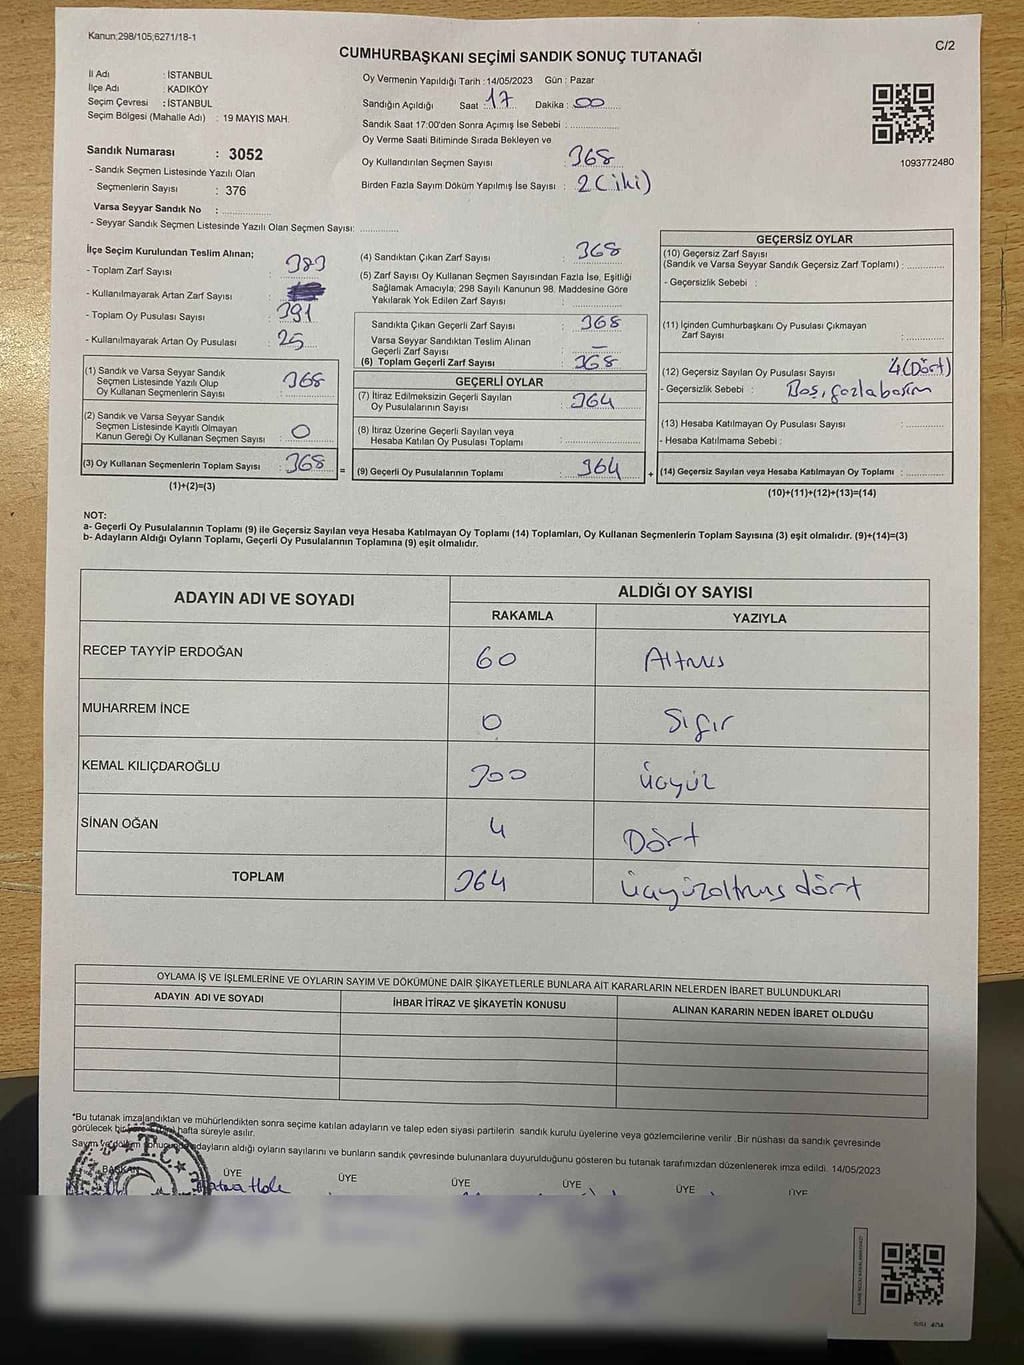 Kanun;298/105,6271/18-1
C/2
CUMHURBAŞKANI SEÇİMİ SANDIK SONUÇ TUTANAĞI
İl Adı : İSTANBUL
İlçe Adı : KADIKÖY
Seçim Çevresi : İSTANBUL
Seçim Bölgesi (Mahalle Adı) : 19 MAYIS MAH.
Sandık Numarası : 3052
- Sandık Seçmen Listesinde Yazılı Olan
Seçmenlerin Sayısı : 376
Varsa Seyyar Sandık No : ..................
- Seyyar Sandık Seçmen Listesinde Yazılı Olan Seçmen Sayısı: ............
Oy Vermenin Yapıldığı Tarih : 14/05/2023 Gün : Pazar
Sandığın Açıldığı Saat : 17 Dakika : 00
Sandık Saat 17:00'den Sonra Açımış İse Sebebi : ..................
Oy Verme Saati Bitiminde Sırada Bekleyen ve
Oy Kullandırılan Seçmen Sayısı : 368
Birden Fazla Sayım Döküm Yapılmış İse Sayısı : 2 (iki)
1093772480
İlçe Seçim Kurulundan Teslim Alınan;
- Toplam Zarf Sayısı : 383
- Kullanılmayarak Artan Zarf Sayısı :
- Toplam Oy Pusulası Sayısı : 391
- Kullanılmayarak Artan Oy Pusulası : 25
(1) Sandık ve Varsa Seyyar Sandık
Seçmen Listesinde Yazılı Olup
Oy Kullanan Seçmenlerin Sayısı : 368
(2) Sandık ve Varsa Seyyar Sandık
Seçmen Listesinde Kayıtlı Olmayan
Kanun Gereği Oy Kullanan Seçmen Sayısı : 0
(3) Oy Kullanan Seçmenlerin Toplam Sayısı : 368 =
(1)+(2)=(3)
(4) Sandıktan Çıkan Zarf Sayısı : 368
(5) Zarf Sayısı Oy Kullanan Seçmen Sayısından Fazla İse, Eşitliği
Sağlamak Amacıyla; 298 Sayılı Kanunun 98. Maddesine Göre
Yakılarak Yok Edilen Zarf Sayısı : ............
Sandıkta Çıkan Geçerli Zarf Sayısı : 368
Varsa Seyyar Sandıktan Teslim Alınan
Geçerli Zarf Sayısı : –
(6) Toplam Geçerli Zarf Sayısı : 368
GEÇERLİ OYLAR
(7) İtiraz Edilmeksizin Geçerli Sayılan
Oy Pusulalarının Sayısı : 364
(8) İtiraz Üzerine Geçerli Sayılan veya
Hesaba Katılan Oy Pusulası Toplamı : ............
(9) Geçerli Oy Pusulalarının Toplamı : 364 +
GEÇERSİZ OYLAR
(10) Geçersiz Zarf Sayısı
(Sandık ve Varsa Seyyar Sandık Geçersiz Zarf Toplamı) : ............
- Geçersizlik Sebebi :
(11) İçinden Cumhurbaşkanı Oy Pusulası Çıkmayan
Zarf Sayısı : ............
(12) Geçersiz Sayılan Oy Pusulası Sayısı : 4 (Dört)
- Geçersizlik Sebebi : Boş, fazla basım
(13) Hesaba Katılmayan Oy Pusulası Sayısı : ............
- Hesaba Katılmama Sebebi :
(14) Geçersiz Sayılan veya Hesaba Katılmayan Oy Toplamı : ............
(10)+(11)+(12)+(13)=(14)
NOT:
a- Geçerli Oy Pusulalarının Toplamı (9) ile Geçersiz Sayılan veya Hesaba Katılmayan Oy Toplamı (14) Toplamları, Oy Kullanan Seçmenlerin Toplam Sayısına (3) eşit olmalıdır. (9)+(14)=(3)
b- Adayların Aldığı Oyların Toplamı, Geçerli Oy Pusulalarının Toplamına (9) eşit olmalıdır.
ADAYIN ADI VE SOYADI ALDIĞI OY SAYISI
RAKAMLA YAZIYLA
RECEP TAYYİP ERDOĞAN 60 Altmış
MUHARREM İNCE 0 Sıfır
KEMAL KILIÇDAROĞLU 300 üçyüz
SİNAN OĞAN 4 Dört
TOPLAM 364 üçyüzaltmış dört
OYLAMA İŞ VE İŞLEMLERİNE VE OYLARIN SAYIM VE DÖKÜMÜNE DAİR ŞİKAYETLERLE BUNLARA AİT KARARLARIN NELERDEN İBARET BULUNDUKLARI
ADAYIN ADI VE SOYADI İHBAR İTİRAZ VE ŞİKAYETİN KONUSU ALINAN KARARIN NEDEN İBARET OLDUĞU
"Bu tutanak imzalandıktan ve mühürlendikten sonra seçime katılan adayların ve talep eden siyasi partilerin sandık kurulu üyelerine veya gözlemcilerine verilir. Bir nüshası da sandık çevresinde
görülecek bir yere hafta süreyle asılır.
Sayım ve döküm sonucunda adayların aldığı oyların sayılarını ve bunların sandık çevresinde bulunanlara duyurulduğunu gösteren bu tutanak tarafımızdan düzenlenerek imza edildi. 14/05/2023
T.C.
BAŞKAN ÜYE ÜYE ÜYE ÜYE ÜYE ÜYE